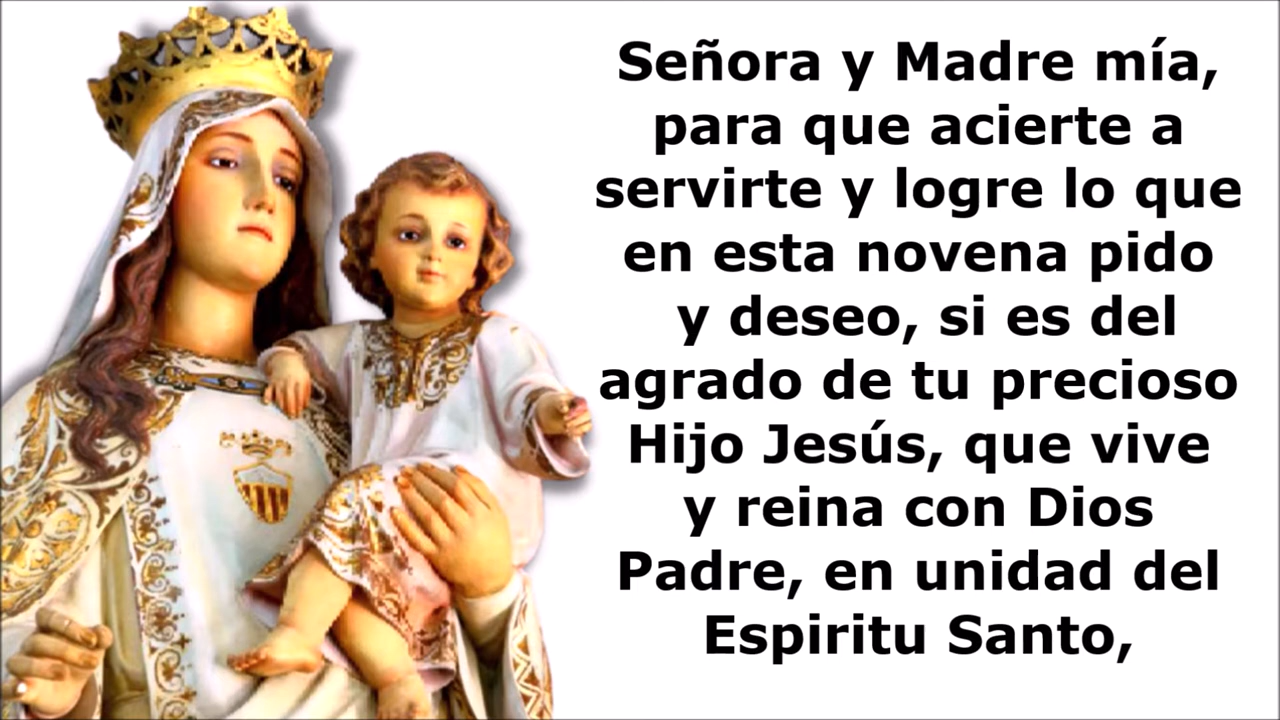 Señora y Madre mía,
para que acierte a
servirte y logre lo que
en esta novena pido
y deseo, si es del
agrado de tu precioso
Hijo Jesús, que vive
y reina con Dios
Padre, en unidad del
Espiritu Santo,